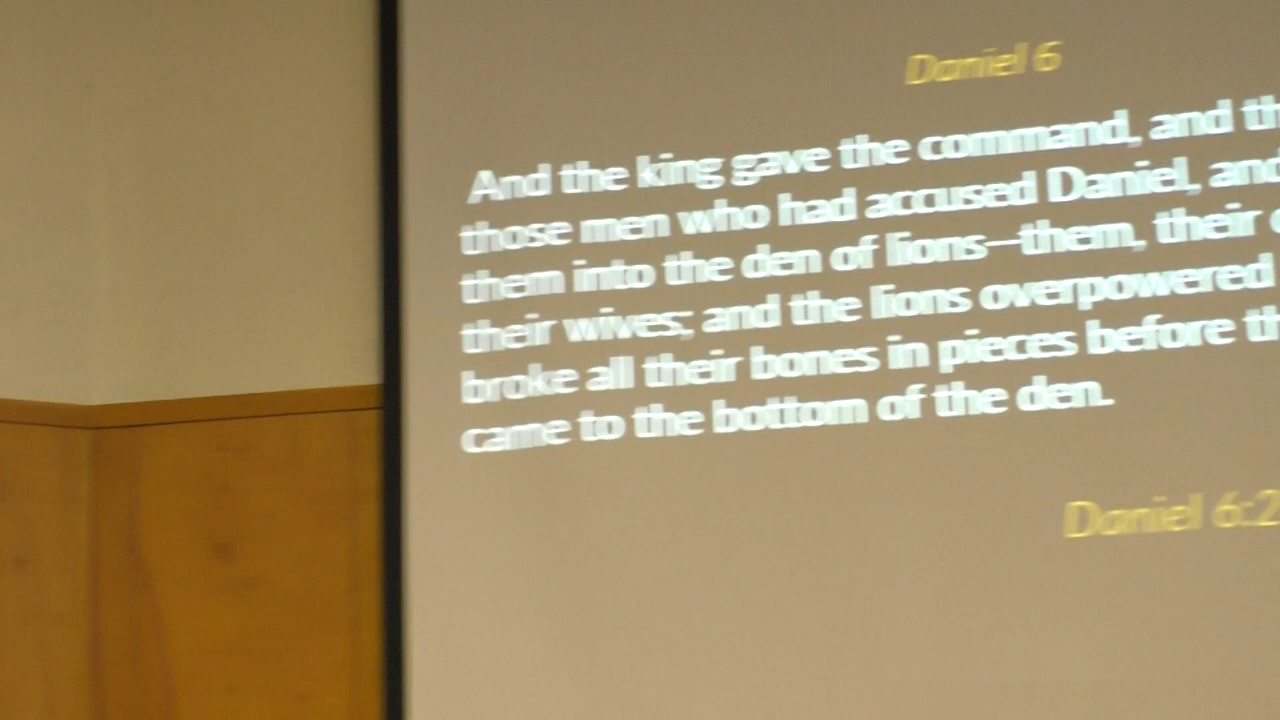 Daniel 6
And the king gave the command, and th
those men who had accused Daniel, and
them into the den of lions—them, their
their wives; and the lions overpowered
broke all their bones in pieces before th
came to the bottom of the den.
Daniel 6:2